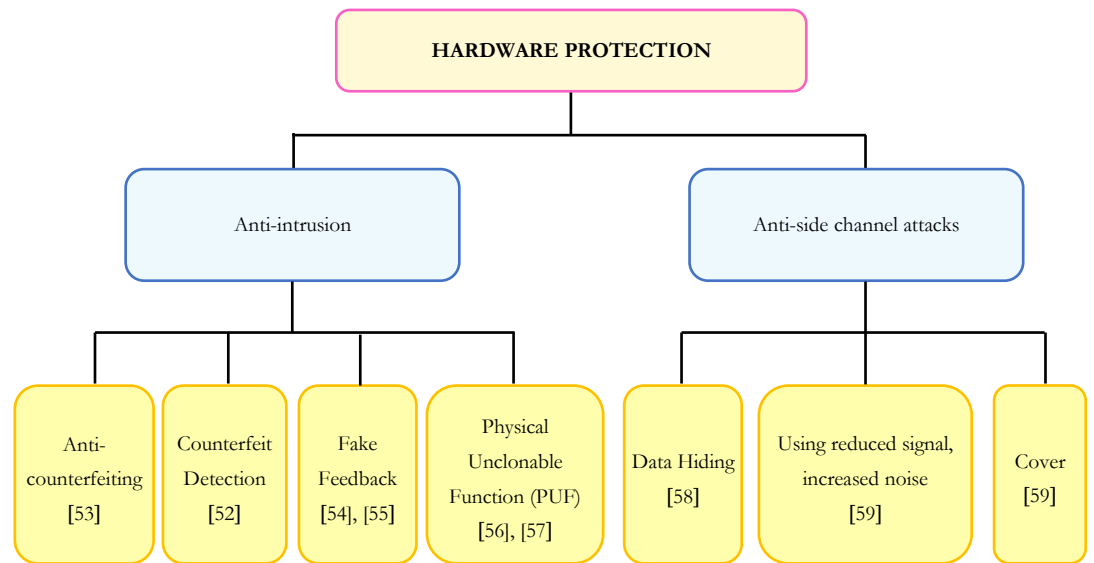 HARDWARE PROTECTION
Anti-intrusion
Anti-side channel attacks
Anti-
counterfeiting
[53]
Counterfeit
Detection
[52]
Fake
Feedback
[54], [55]
Physical
Unclonable
Function (PUF)
[56], [57]
Data Hiding
[58]
Using reduced signal,
increased noise
[59]
Cover
[59]